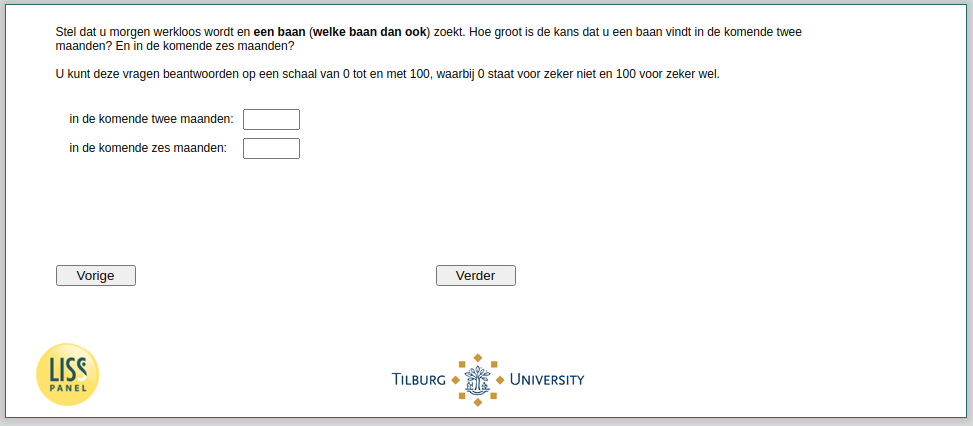 Stel dat u morgen werkloos wordt en een baan (welke baan dan ook) zoekt. Hoe groot is de kans dat u een baan vindt in de komende twee
maanden? En in de komende zes maanden?
U kunt deze vragen beantwoorden op een schaal van 0 tot en met 100, waarbij 0 staat voor zeker niet en 100 voor zeker wel.
in de komende twee maanden:
in de komende zes maanden:
Vorige
Verder
LISS
PANEL
TILBURG UNIVERSITY